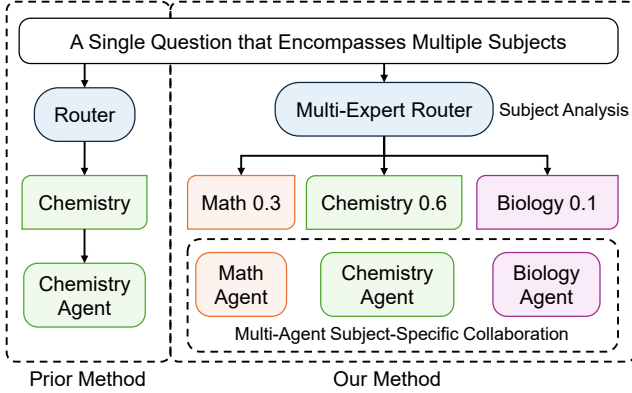 A Single Question that Encompasses Multiple Subjects
Router
Chemistry
Chemistry
Agent
Prior Method
Multi-Expert Router
Subject Analysis
Math 0.3
Chemistry 0.6
Biology 0.1
Math
Agent
Chemistry
Agent
Biology
Agent
Multi-Agent Subject-Specific Collaboration
Our Method